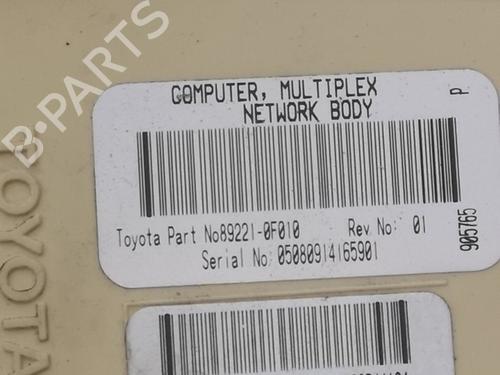 COMPUTER, MULTIPLEX
NETWORK BODY
P
Toyota Part No89221-0F010 Rev No: 01
Serial No:05080914165901
905765
TOYOTA
B-Parts